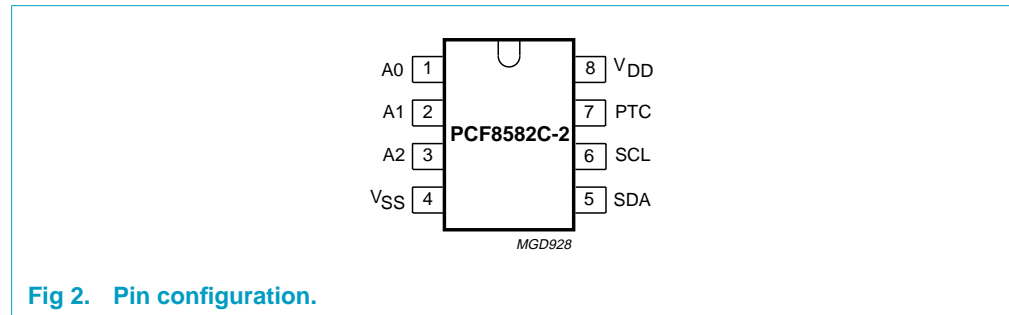 A0 1 8 VDD
A1 2 7 PTC
PCF8582C-2
A2 3 6 SCL
VSS 4 5 SDA
MGD928
Fig 2. Pin configuration.